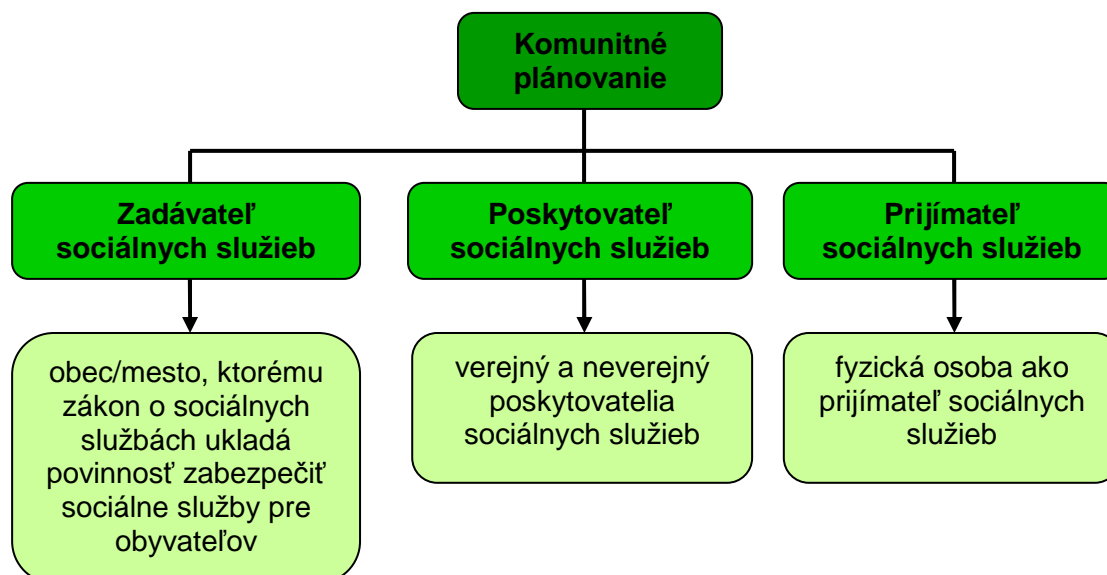 Komunitné
plánovanie
Zadávateľ
sociálnych služieb
Poskytovateľ
sociálnych služieb
Prijímateľ
sociálnych služieb
obec/mesto, ktorému
zákon o sociálnych
službách ukladá
povinnosť zabezpečiť
sociálne služby pre
obyvateľov
verejný a neverejný
poskytovatelia
sociálnych služieb
fyzická osoba ako
prijímateľ sociálnych
služieb